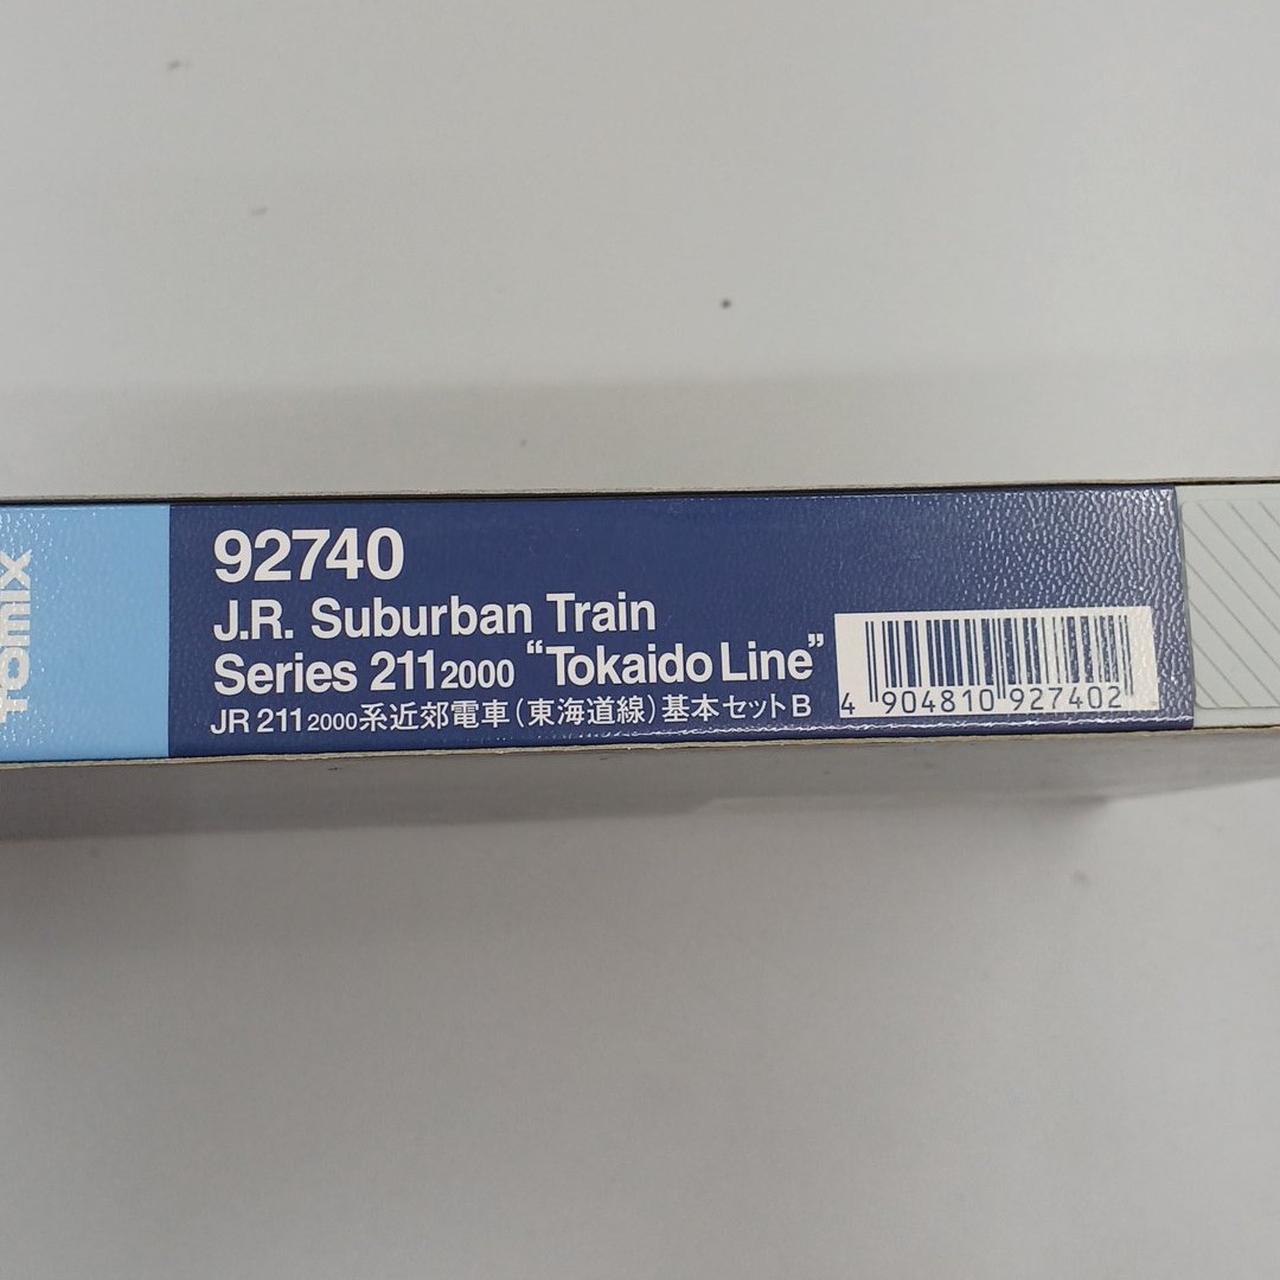 TOMIX
92740
J.R. Suburban Train
Series 211 2000 “Tokaido Line”
JR 211 2000系近郊電車(東海道線)基本セットB
4 904810 927402